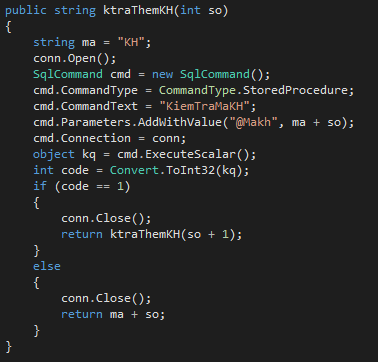 public string ktraThemKH(int so)
{
    string ma = "KH";
    conn.Open();
    SqlCommand cmd = new SqlCommand();
    cmd.CommandType = CommandType.StoredProcedure;
    cmd.CommandText = "KiemTraMaKH";
    cmd.Parameters.AddWithValue("@Makh", ma + so);
    cmd.Connection = conn;
    object kq = cmd.ExecuteScalar();
    int code = Convert.ToInt32(kq);
    if (code == 1)
    {
        conn.Close();
        return ktraThemKH(so + 1);
    }
    else
    {
        conn.Close();
        return ma + so;
    }
}